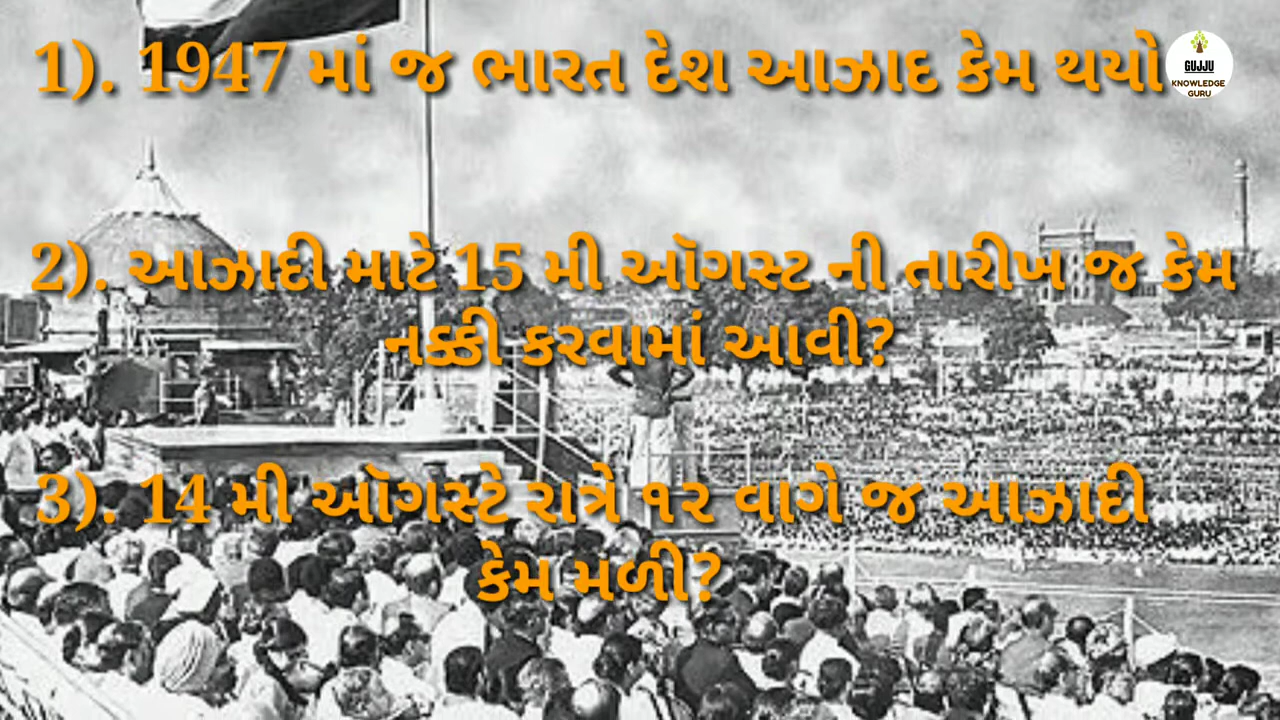 1). 1947 માં જ ભારત દેશ આઝાદ કેમ થયો
GUJJU
KNOWLEDGE
GURU
2). આઝાદી માટે 15 મી ઑગસ્ટ ની તારીખ જ કેમ
નક્કી કરવામાં આવી?
3). 14 મી ઑગસ્ટે રાત્રે ૧૨ વાગે જ આઝાદી
કેમ મળી?